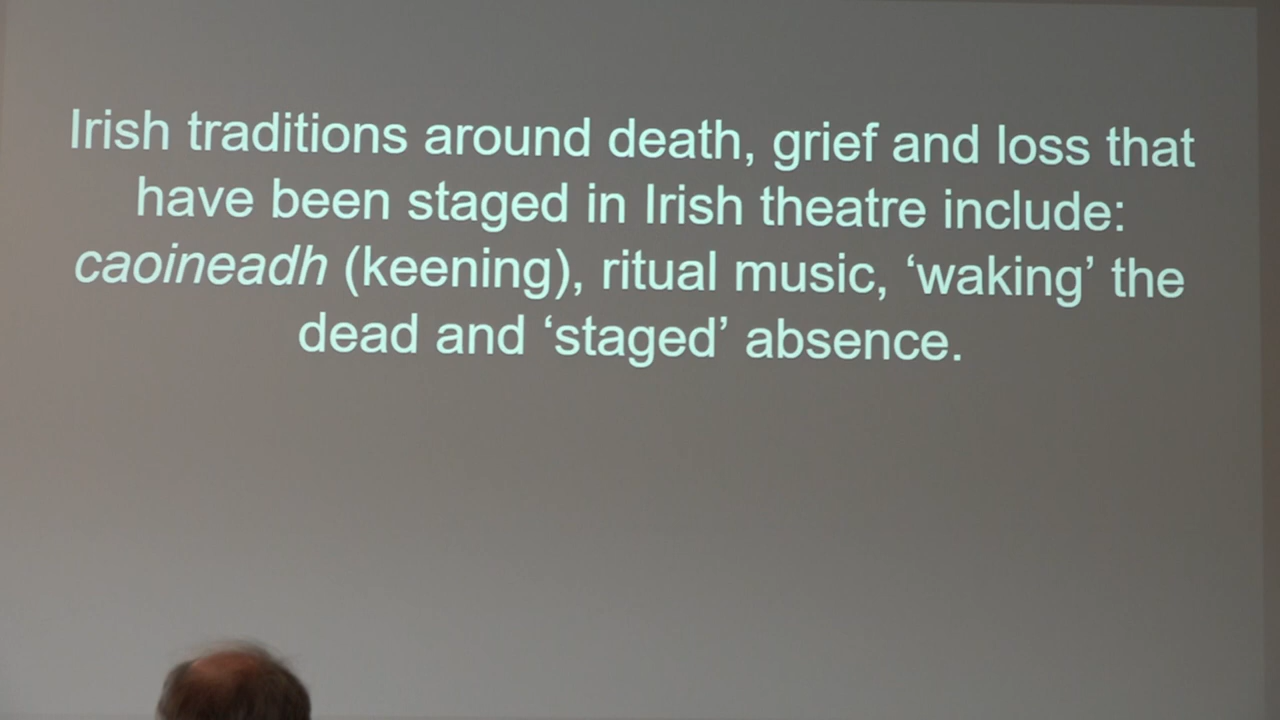 Irish traditions around death, grief and loss that
have been staged in Irish theatre include:
caoineadh (keening), ritual music, ‘waking’ the
dead and ‘staged’ absence.